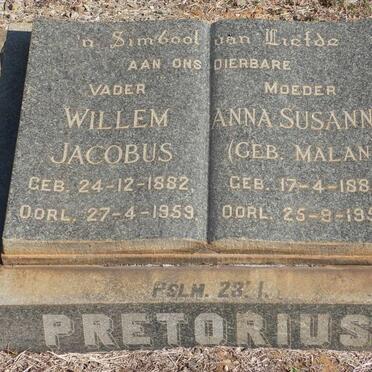 'n Simbool van Liefde
AAN ONS DIERBARE
VADER
WILLEM
JACOBUS
GEB. 24-12-1882
OORL. 27-4-1959
MOEDER
ANNA SUSANN
(GEB. MALAN
GEB. 17-4-188
OORL. 25-8-195
PSLM. 23:1.
PRETORIUS